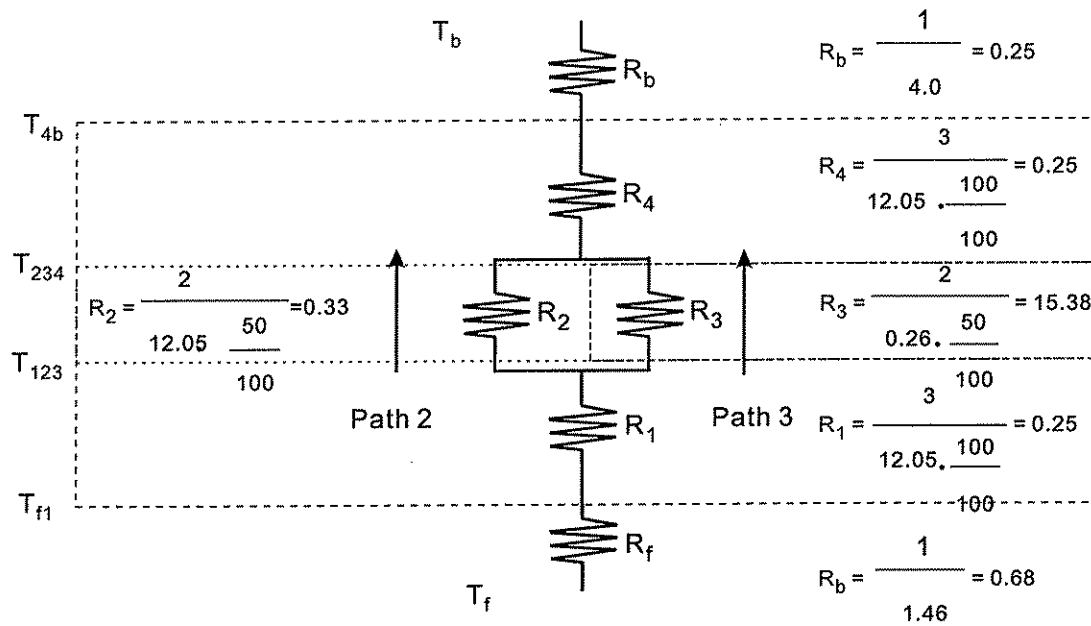 T_b
R_b
R_b = 1 / 4.0 = 0.25
T_4b
R_4
R_4 = 3 / 12.05 . 100 / 100 = 0.25
T_234
R_2 = 2 / 12.05 50 / 100 =0.33
R_2
R_3
R_3 = 2 / 0.26 . 50 / 100 = 15.38
T_123
Path 2
R_1
Path 3
R_1 = 3 / 12.05 . 100 / 100 = 0.25
T_f1
R_f
T_f
R_b = 1 / 1.46 = 0.68